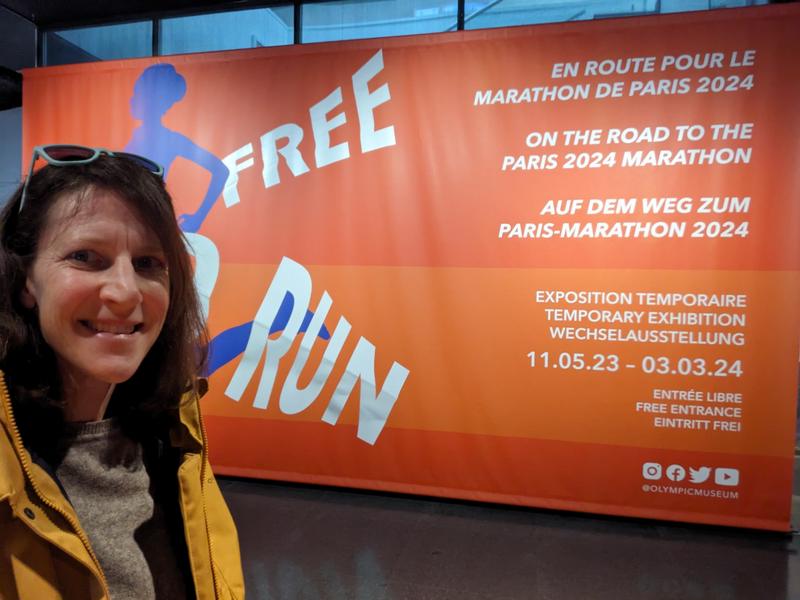 FREE
RUN
EN ROUTE POUR LE
MARATHON DE PARIS 2024
ON THE ROAD TO THE
PARIS 2024 MARATHON
AUF DEM WEG ZUM
PARIS-MARATHON 2024
EXPOSITION TEMPORAIRE
TEMPORARY EXHIBITION
WECHSELAUSSTELLUNG
11.05.23 – 03.03.24
ENTRÉE LIBRE
FREE ENTRANCE
EINTRITT FREI
@OLYMPICMUSEUM